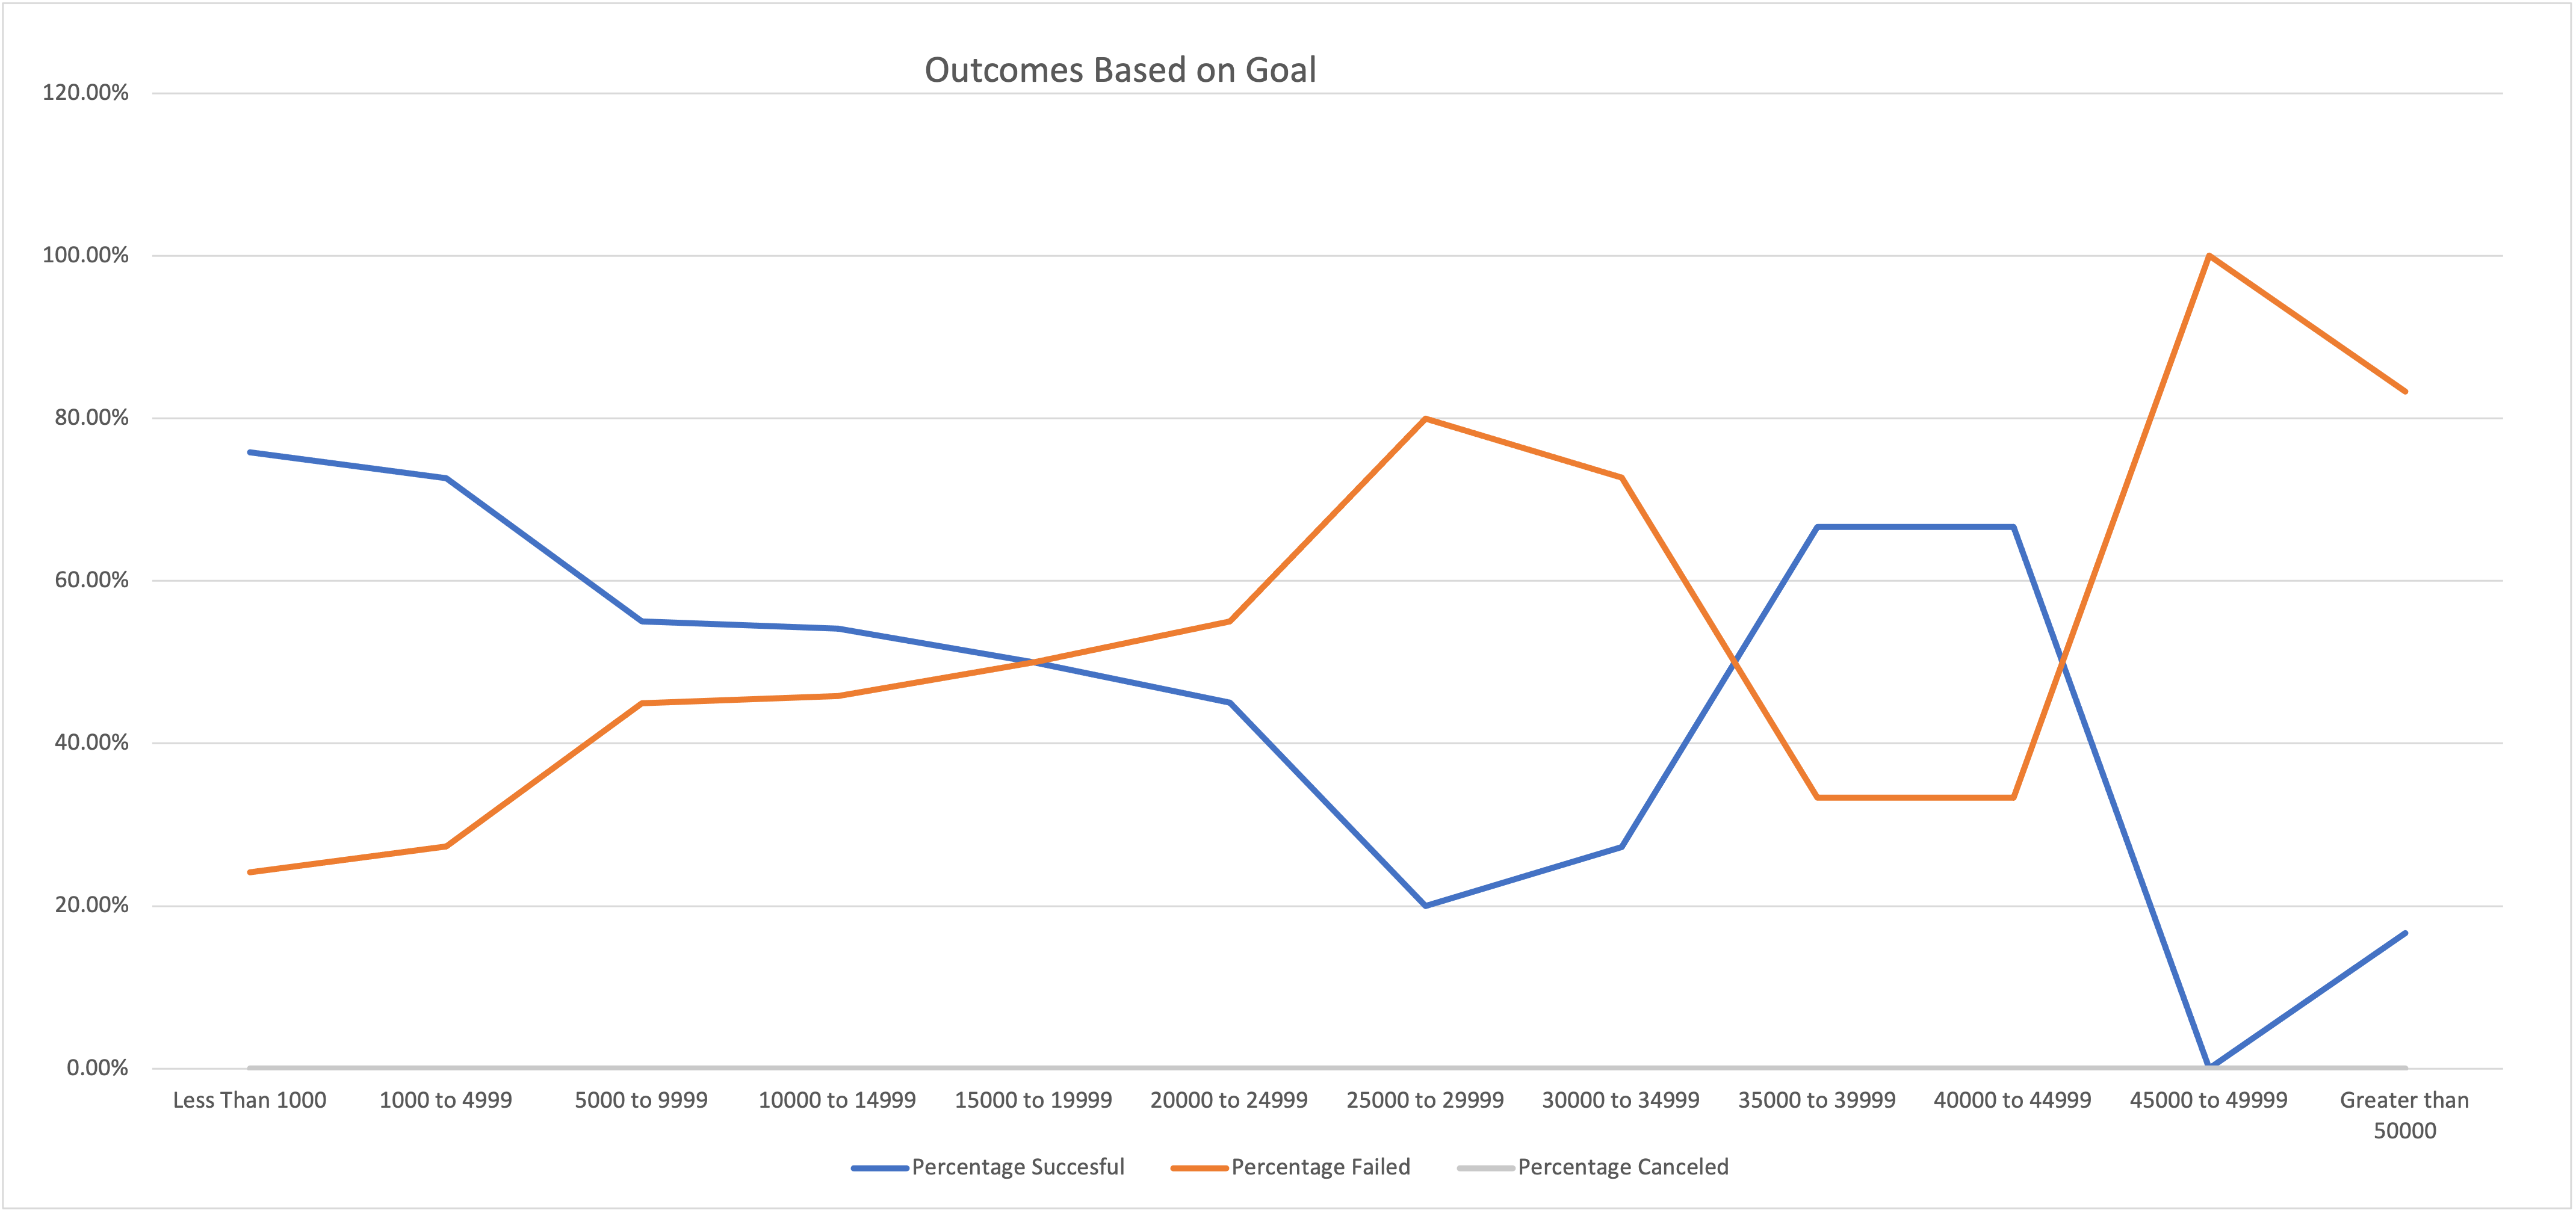 Outcomes Based on Goal
120.00%
100.00%
80.00%
60.00%
40.00%
20.00%
0.00%
Less Than 1000
1000 to 4999
5000 to 9999
10000 to 14999
15000 to 19999
20000 to 24999
25000 to 29999
30000 to 34999
35000 to 39999
40000 to 44999
45000 to 49999
Greater than
50000
Percentage Succesful
Percentage Failed
Percentage Canceled